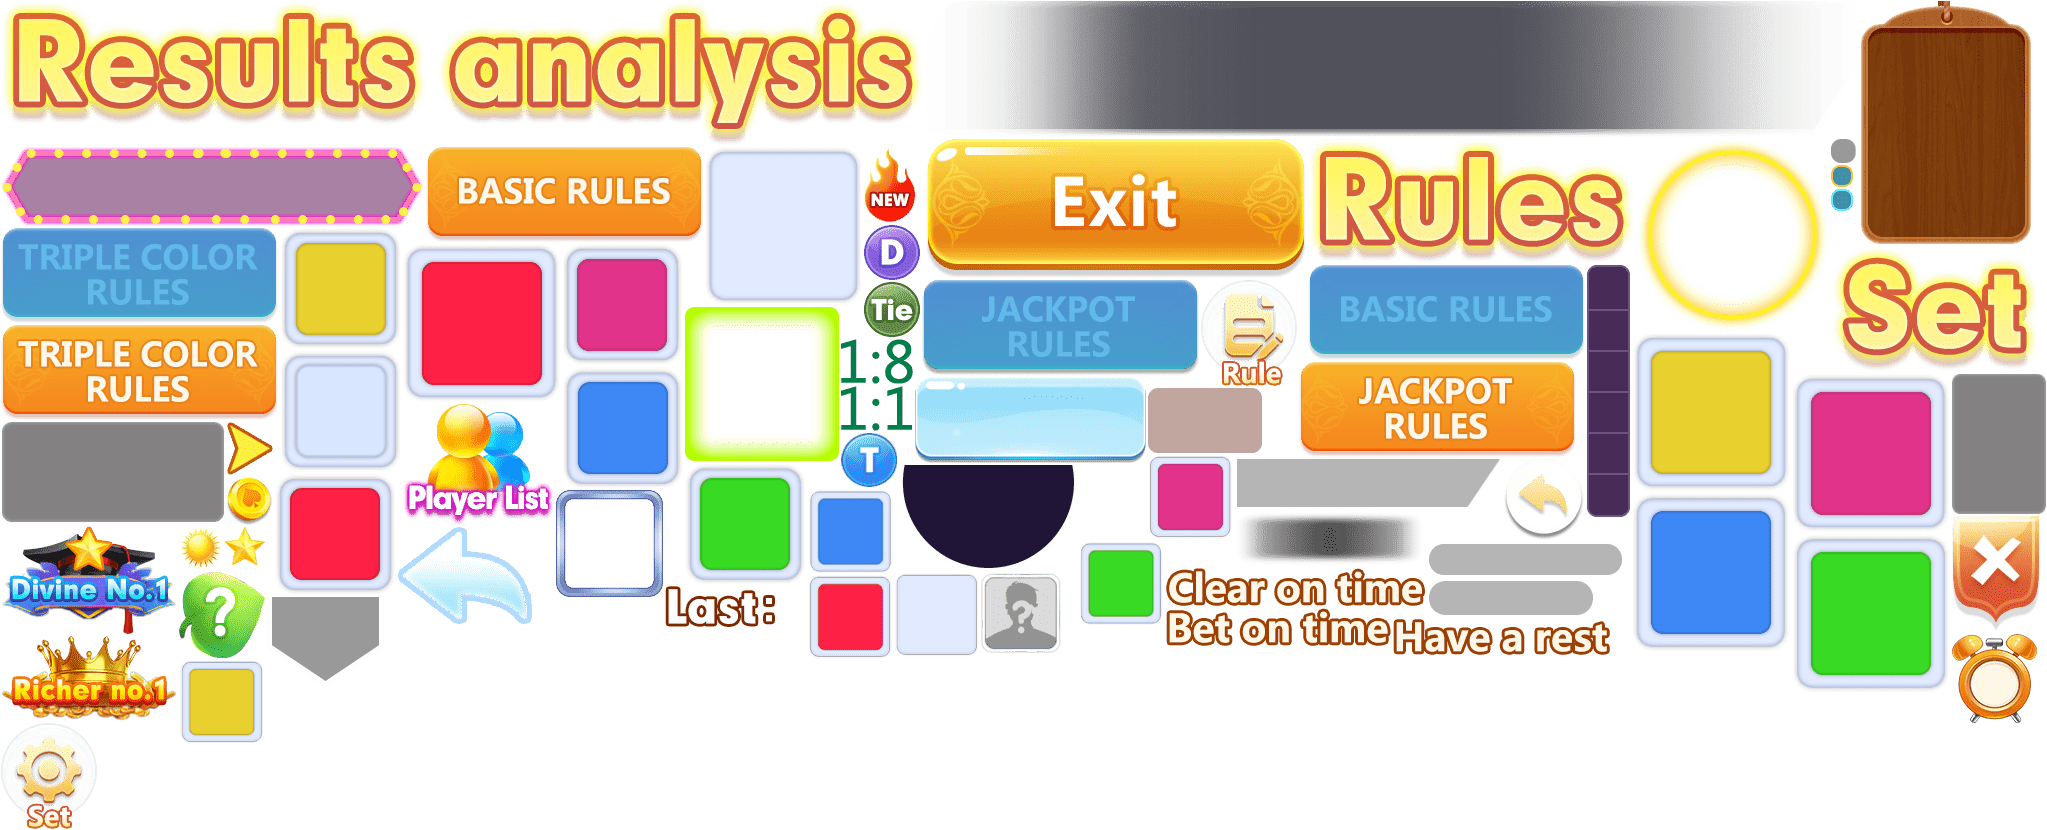 Results analysis
BASIC RULES
NEW
Exit
Rules
D
TRIPLE COLOR
RULES
Tie
JACKPOT
RULES
BASIC RULES
Set
TRIPLE COLOR
RULES
1:8
Rule
1:1
JACKPOT
RULES
T
Player List
Divine No.1
?
Last:
?
Clear on time
Bet on time
Have a rest
Richer no.1
Set